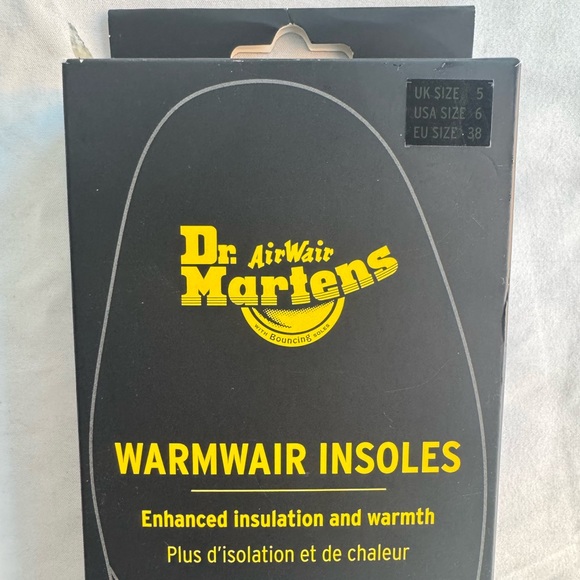 UK SIZE 5
USA SIZE 6
EU SIZE 38
Dr. AirWair
Martens
WITH Bouncing SOLES
WARMWAIR INSOLES
Enhanced insulation and warmth
Plus d'isolation et de chaleur